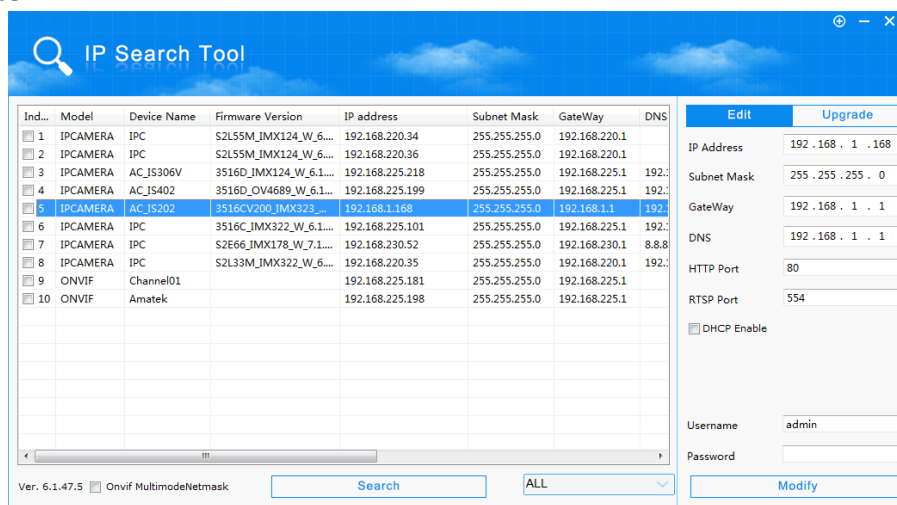 IP Search Tool
Ind... Model Device Name Firmware Version IP address Subnet Mask GateWay DNS
1 IPCAMERA IPC S2L55M_IMX124_W_6.... 192.168.220.34 255.255.255.0 192.168.220.1
2 IPCAMERA IPC S2L55M_IMX124_W_6.... 192.168.220.36 255.255.255.0 192.168.220.1
3 IPCAMERA AC_IS306V 3516D_IMX124_W_6.1.... 192.168.225.218 255.255.255.0 192.168.225.1 192.
4 IPCAMERA AC_IS402 3516D_OV4689_W_6.1... 192.168.225.199 255.255.255.0 192.168.225.1 192.
5 IPCAMERA AC_IS202 3516CV200_IMX323_... 192.168.1.168 255.255.255.0 192.168.1.1 192.
6 IPCAMERA IPC 3516C_IMX322_W_6.1.... 192.168.225.101 255.255.255.0 192.168.225.1 192.
7 IPCAMERA IPC S2E66_IMX178_W_7.1.... 192.168.230.52 255.255.255.0 192.168.230.1 8.8.8
8 IPCAMERA IPC S2L33M_IMX322_W_6.... 192.168.220.35 255.255.255.0 192.168.220.1 192.
9 ONVIF Channel01 192.168.225.181 255.255.255.0 192.168.225.1
10 ONVIF Amatek 192.168.225.198 255.255.255.0 192.168.225.1
Ver. 6.1.47.5 Onvif MultimodeNetmask Search ALL
Edit Upgrade
IP Address 192 . 168 . 1 . 168
Subnet Mask 255 . 255 . 255 . 0
GateWay 192 . 168 . 1 . 1
DNS 192 . 168 . 1 . 1
HTTP Port 80
RTSP Port 554
DHCP Enable
Username admin
Password
Modify